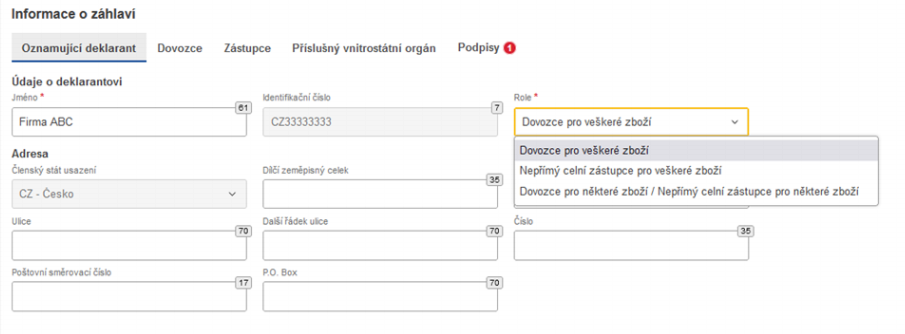 Informace o záhlaví
Oznamující deklarant Dovozce Zástupce Příslušný vnitrostátní orgán Podpisy 1
Údaje o deklarantovi
Jméno * 61 Identifikační číslo 7 Role *
Firma ABC CZ33333333 Dovozce pro veškeré zboží
Dovozce pro veškeré zboží
Nepřímý celní zástupce pro veškeré zboží
Dovozce pro některé zboží / Nepřímý celní zástupce pro některé zboží
Adresa
Členský stát usazení Dílčí zeměpisný celek 35
CZ - Česko
Ulice 70 Další řádek ulice 70 Číslo 35
Poštovní směrovací číslo 17 P.O. Box 70